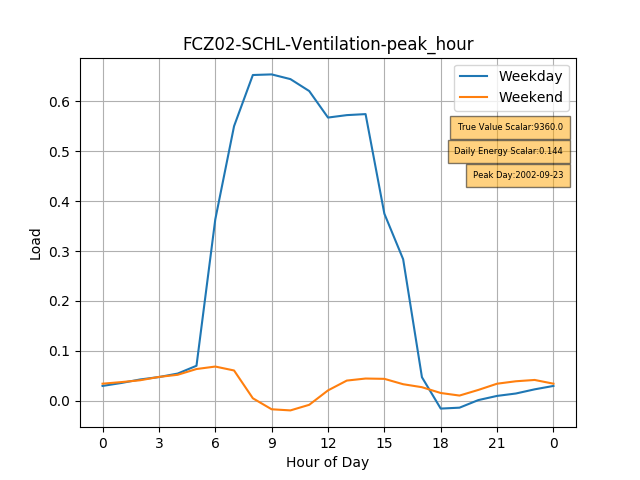 FCZ02-SCHL-Ventilation-peak_hour
Weekday
Weekend
True Value Scalar:9360.0
Daily Energy Scalar:0.144
Peak Day:2002-09-23
Load
0.6
0.5
0.4
0.3
0.2
0.1
0.0
0 3 6 9 12 15 18 21 0
Hour of Day